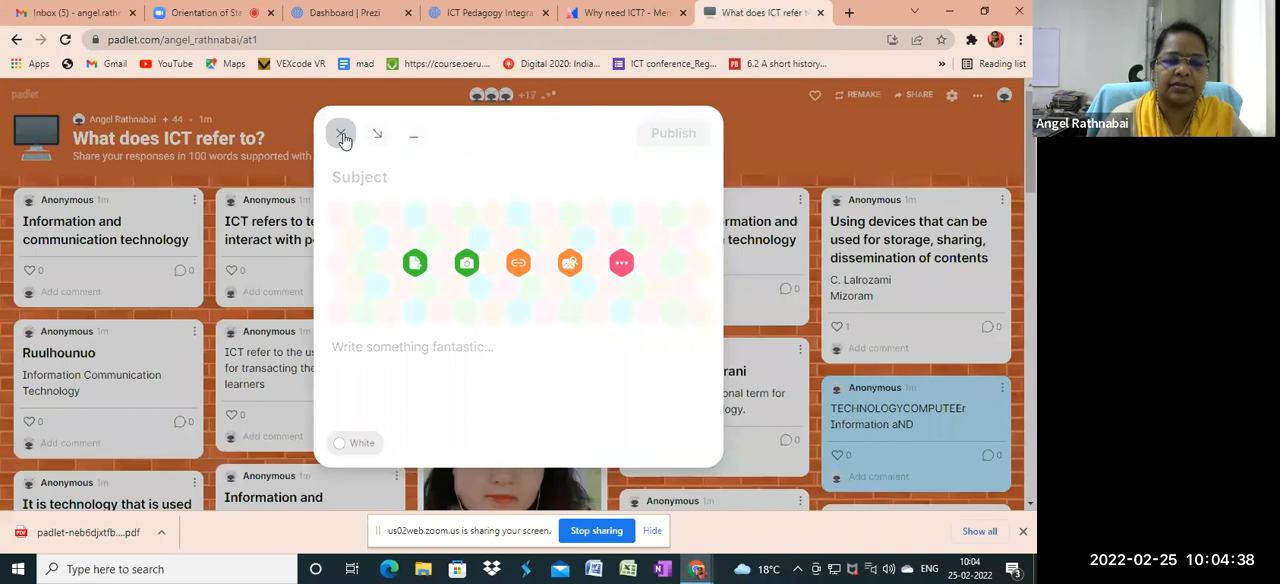 Inbox (5) - angel.rathn
Orientation of Sta
Dashboard | Prezi
ICT Pedagogy Integra
Why need ICT? - Men
What does ICT refer to
padlet.com/angel_rathnabai/at1
Apps
Gmail
YouTube
Maps
VEXcode VR
mad
https://course.oeru....
Digital 2020: India...
ICT conference_Reg...
6.2 A short history...
»
Reading list
padlet
+17
REMAKE
SHARE
Angel Rathnabai + 44 · 1m
What does ICT refer to?
Share your responses in 100 words supported with
Publish
Subject
Write something fantastic...
White
Anonymous 1m
Information and
communication technology
0
0
Add comment
Anonymous 1m
Ruulhounuo
Information Communication
Technology
0
0
Add comment
Anonymous 1m
It is technology that is used
Anonymous 1m
ICT refers to te
interact with pe
0
Add comment
Anonymous 1m
ICT refer to the us
for transacting the
learners
0
Add comment
Anonymous 1m
Information and
1m
rmation and
technology
0
1m
rani
onal term for
logy.
0
Anonymous 1m
Anonymous 1m
Using devices that can be
used for storage, sharing,
dissemination of contents
C. Lalrozami
Mizoram
1
0
Add comment
Anonymous 1m
TECHNOLOGYCOMPUTEEr
Information aND
0
0
Add comment
Angel Rathnabai
padlet-neb6djxtfb....pdf
us02web.zoom.us is sharing your screen.
Stop sharing
Hide
Show all
Type here to search
18°C
ENG
10:04
25-02-2022
3
2022-02-25 10:04:38